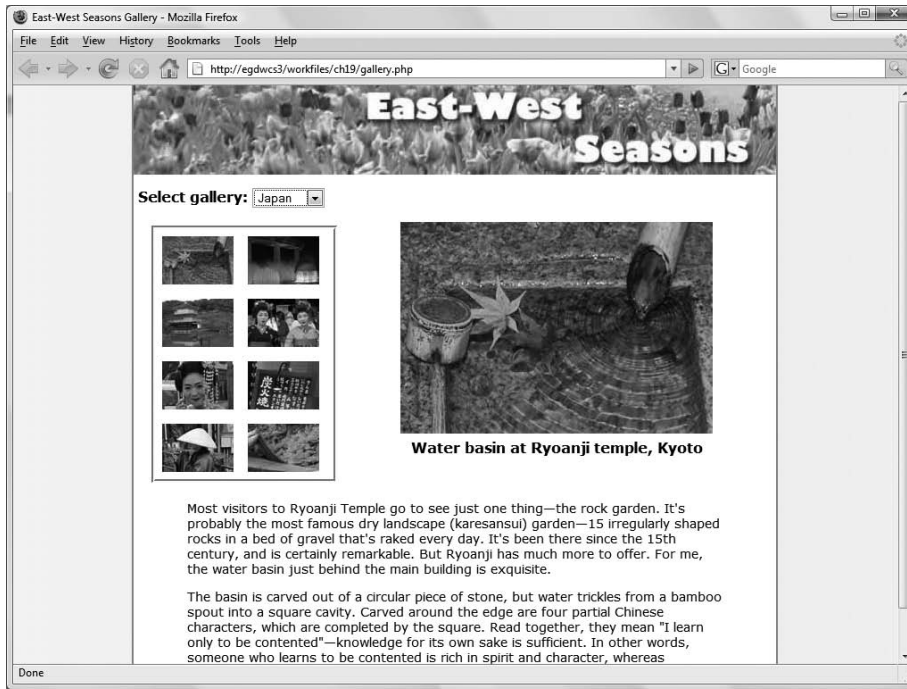 East-West Seasons Gallery - Mozilla Firefox
File Edit View History Bookmarks Tools Help
http://egdwcs3/workfiles/ch19/gallery.php
G Google
East-West
Seasons
Select gallery: Japan
炭火焼
Water basin at Ryoanji temple, Kyoto
Most visitors to Ryoanji Temple go to see just one thing—the rock garden. It's
probably the most famous dry landscape (karesansui) garden—15 irregularly shaped
rocks in a bed of gravel that's raked every day. It's been there since the 15th
century, and is certainly remarkable. But Ryoanji has much more to offer. For me,
the water basin just behind the main building is exquisite.
The basin is carved out of a circular piece of stone, but water trickles from a bamboo
spout into a square cavity. Carved around the edge are four partial Chinese
characters, which are completed by the square. Read together, they mean "I learn
only to be contented"—knowledge for its own sake is sufficient. In other words,
someone who learns to be contented is rich in spirit and character, whereas
Done